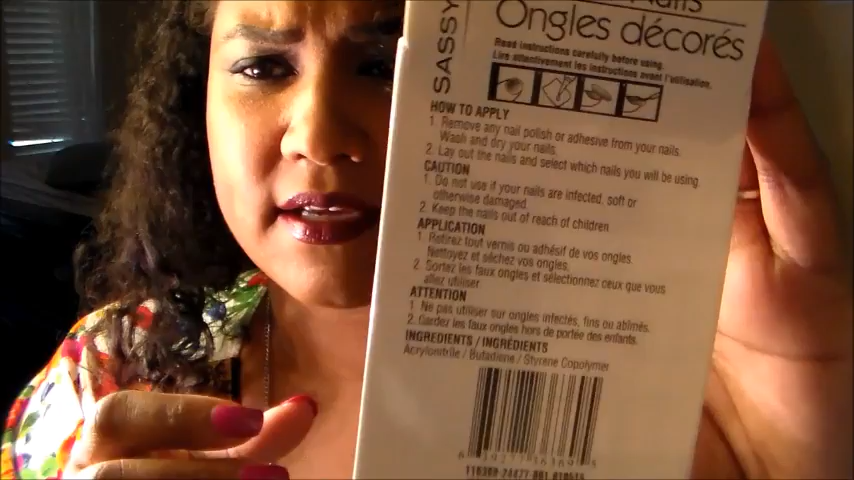 SASSY
Nails
Ongles décorés
Read instructions carefully before using.
Lire attentivement les instructions avant l'utilisation.
HOW TO APPLY
1. Remove any nail polish or adhesive from your nails.
Wash and dry your nails.
2. Lay out the nails and select which nails you will be using
CAUTION
1. Do not use if your nails are infected, soft or
otherwise damaged.
2. Keep the nails out of reach of children
APPLICATION
1. Retirez tout vernis ou adhésif de vos ongles.
Nettoyez et séchez vos ongles.
2. Sortez les faux ongles et sélectionnez ceux que vous
allez utiliser
ATTENTION
1. Ne pas utiliser sur ongles infectés, fins ou abîmés.
2. Gardez les faux ongles hors de portée des enfants.
INGREDIENTS / INGRÉDIENTS
Acrylonitrile / Butadiene / Styrene Copolymer